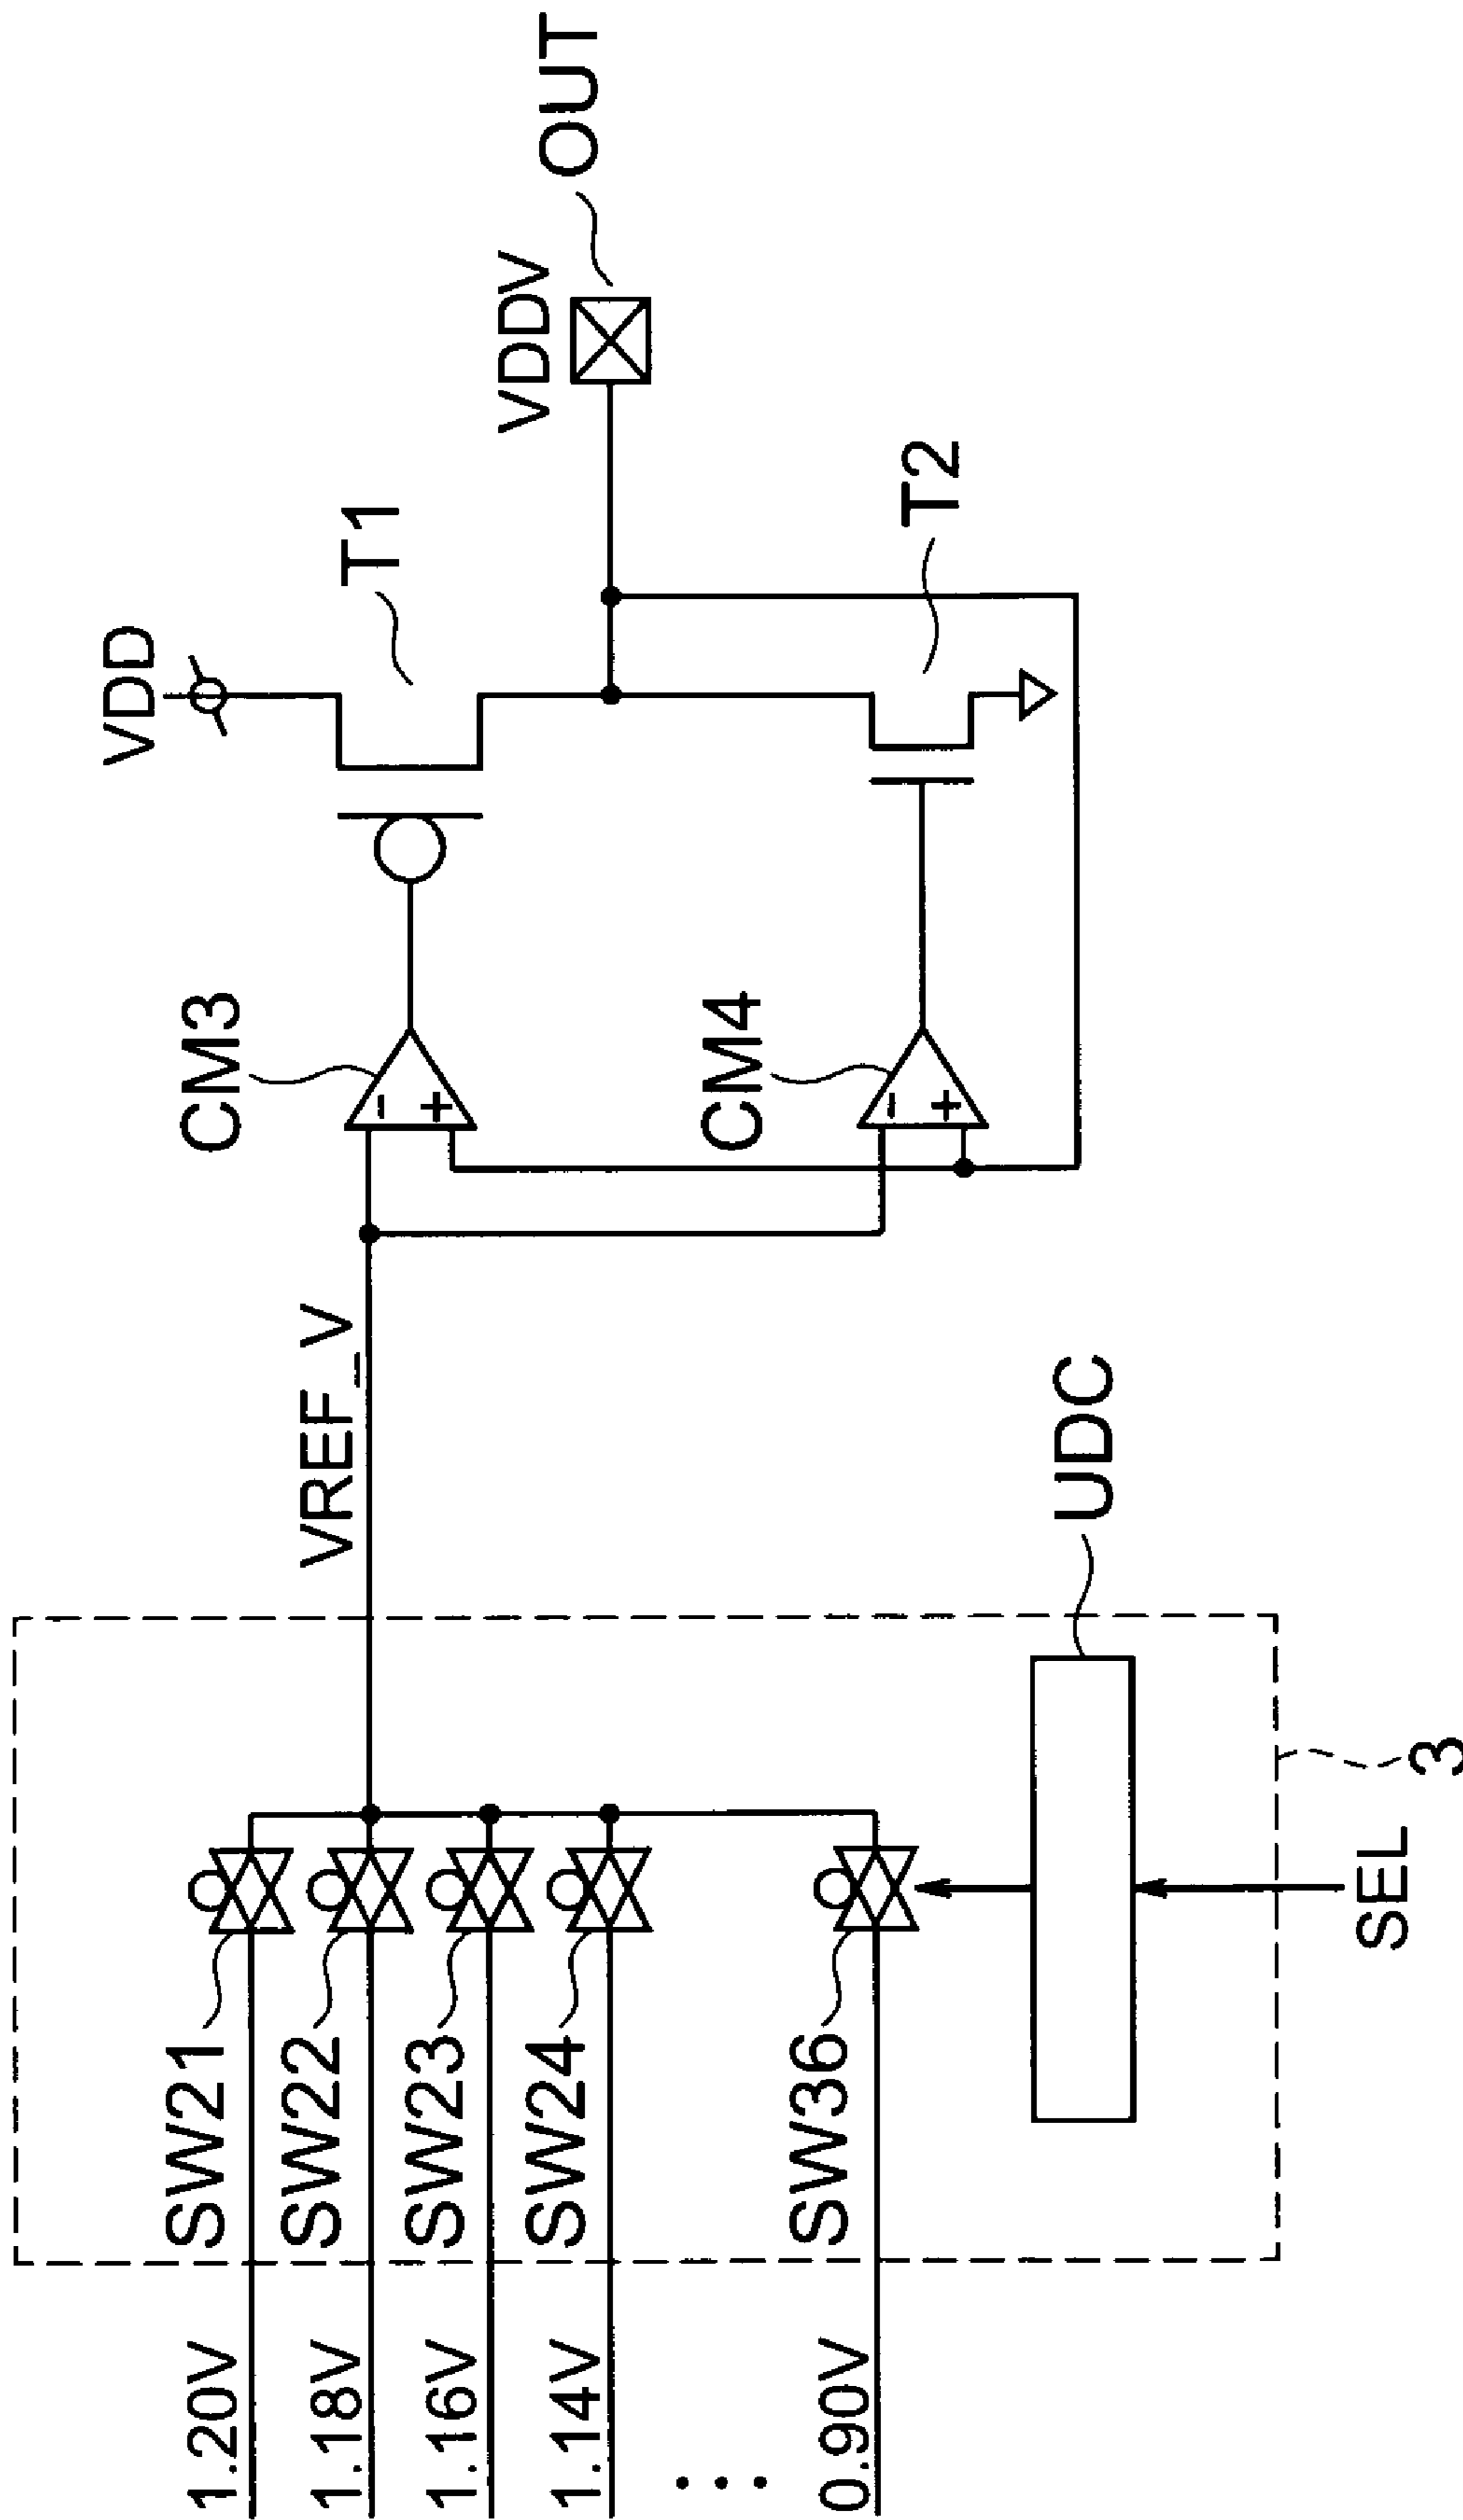 1.20V
SW21
1.18V
SW22
1.16V
SW23
1.14V
SW24
...
0.90V
SW36
UDC
SEL
3
VREF_V
CM3
-
+
CM4
-
+
VDD
T1
T2
VDDV
OUT